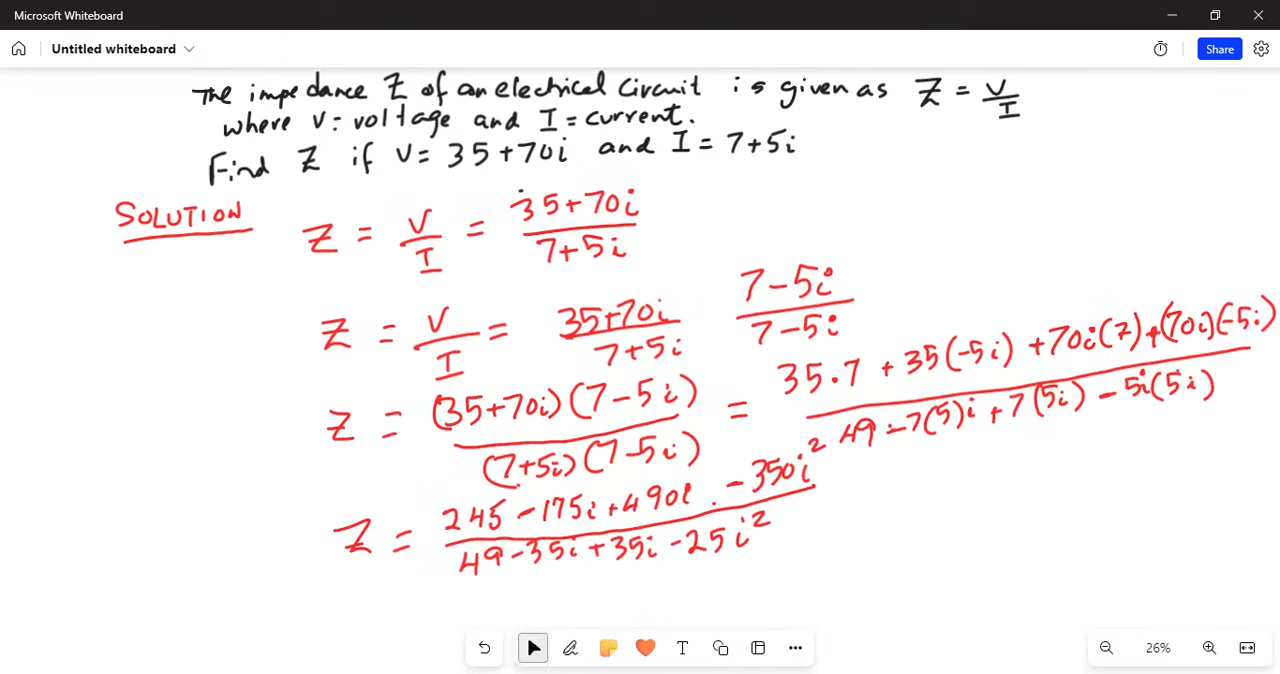 Microsoft Whiteboard
Untitled whiteboard
Share
The impedance Z of an electrical circuit is given as Z = V/I
where V = voltage and I = current.
Find Z if V = 35 + 70i and I = 7 + 5i
SOLUTION
Z = V/I = (35 + 70i)/(7 + 5i)
Z = V/I = (35+70i)/(7+5i) (7 - 5i)/(7 - 5i)
Z = (35+70i)(7-5i)/(7+5i)(7-5i) = (35·7 + 35(-5i) + 70i(7) + (70i)(-5i))/(49 - 7(5)i + 7(5i) - 5i(5i))
Z = (245 - 175i + 490i - 350i²)/(49 - 35i + 35i - 25i²)
26%